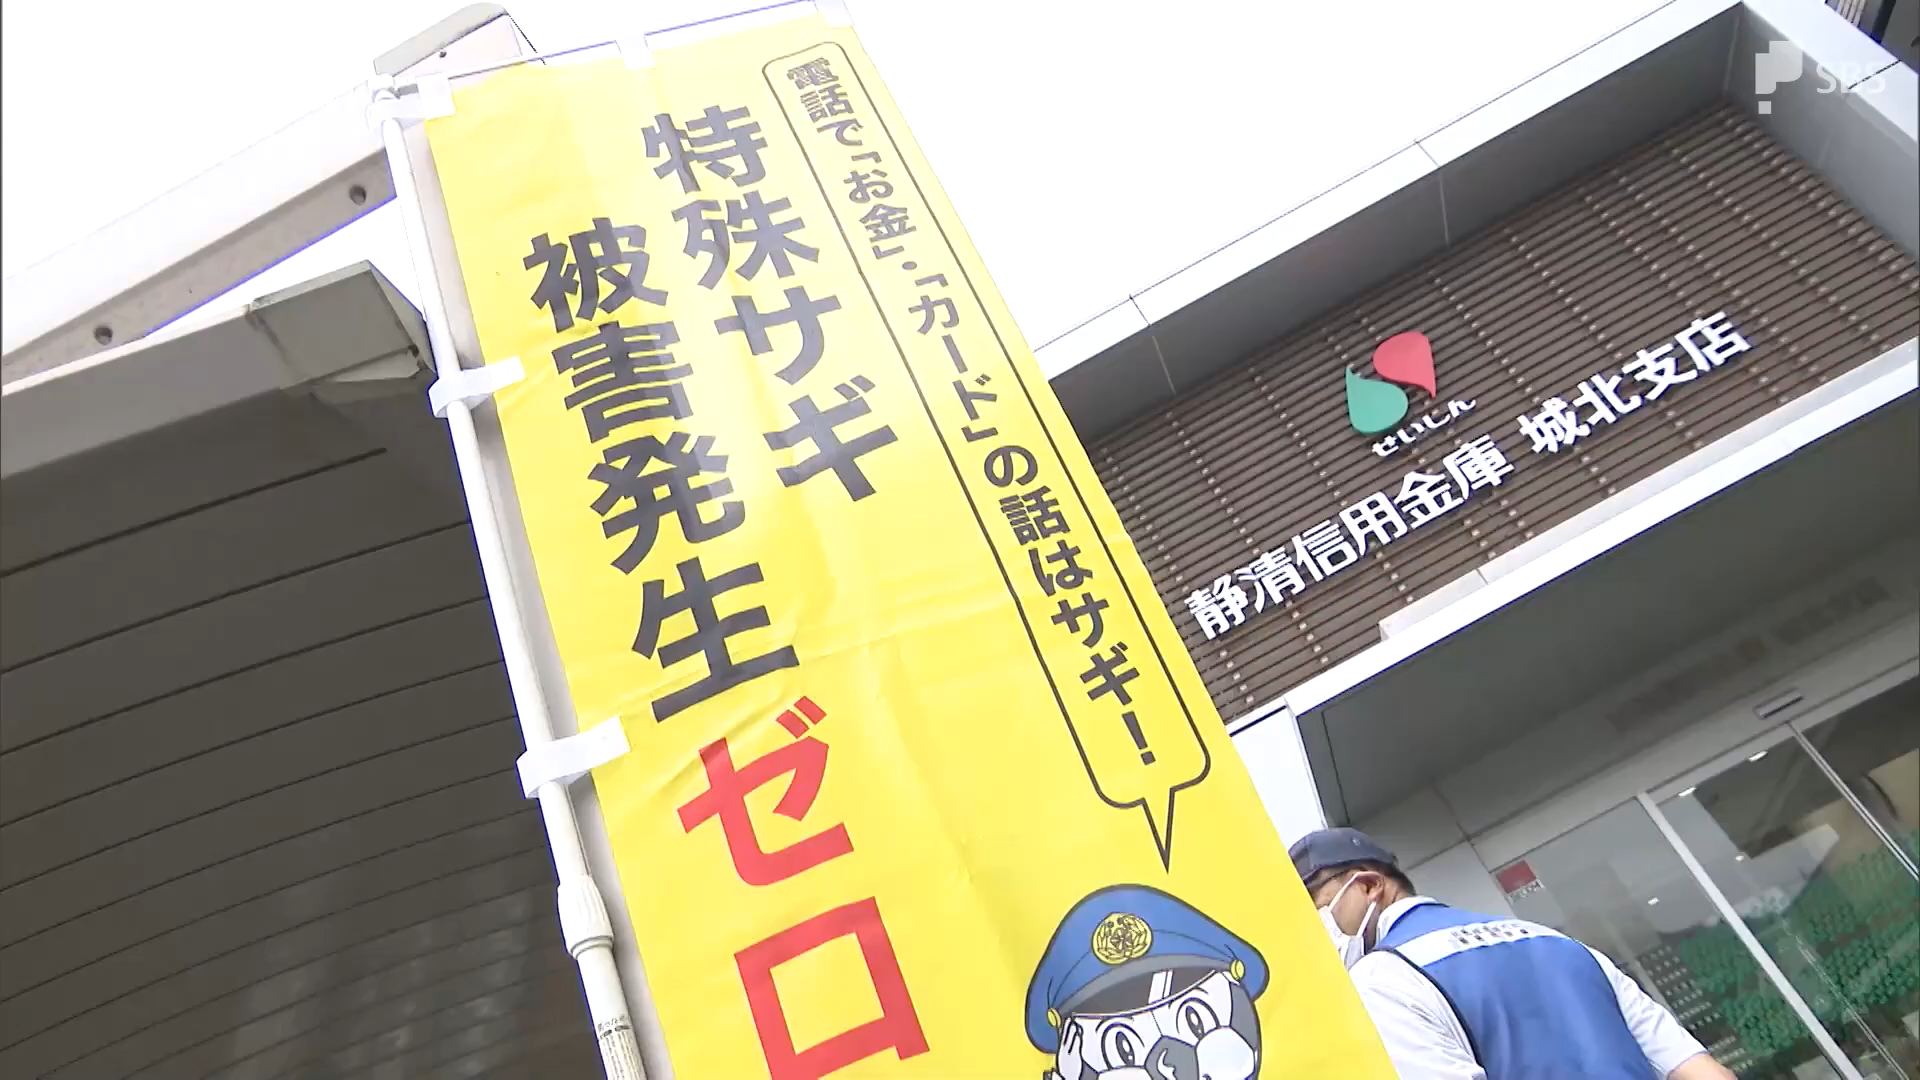 電話で「お金」・「カード」の話はサギ!
特殊サギ
被害発生ゼロ
せいしん
静清信用金庫 城北支店
SBS